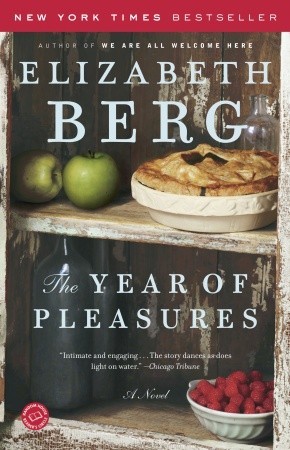 NEW YORK TIMES BESTSELLER
AUTHOR OF WE ARE ALL WELCOME HERE
ELIZABETH
BERG
The YEAR OF
PLEASURES
"Intimate and engaging . . . The story dances as does
light on water." —Chicago Tribune
A Novel